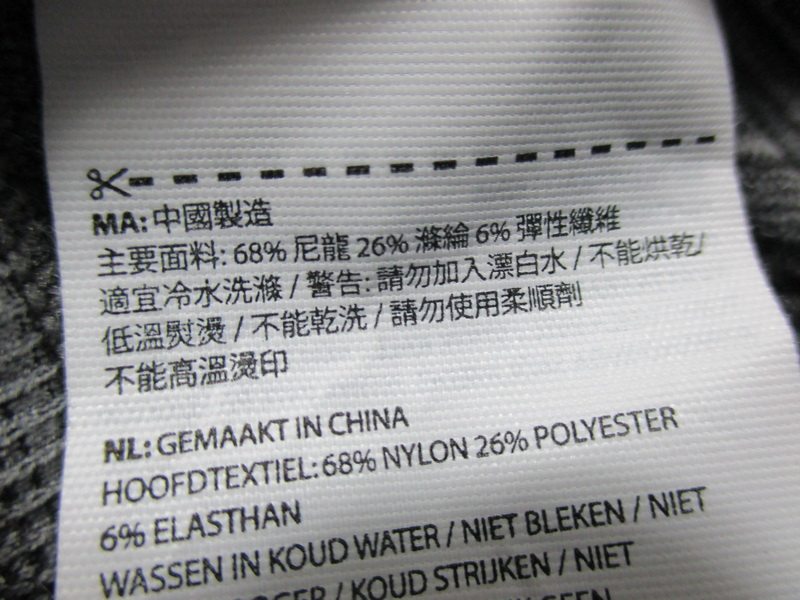 MA: 中國製造
主要面料: 68% 尼龍 26% 滌綸 6% 彈性纖維
適宜冷水洗滌 / 警告: 請勿加入漂白水 / 不能烘乾/
低溫熨燙 / 不能乾洗 / 請勿使用柔順劑
不能高溫燙印
NL: GEMAAKT IN CHINA
HOOFDTEXTIEL: 68% NYLON 26% POLYESTER
6% ELASTHAN
WASSEN IN KOUD WATER / NIET BLEKEN / NIET
/ KOUD STRIJKEN / NIET